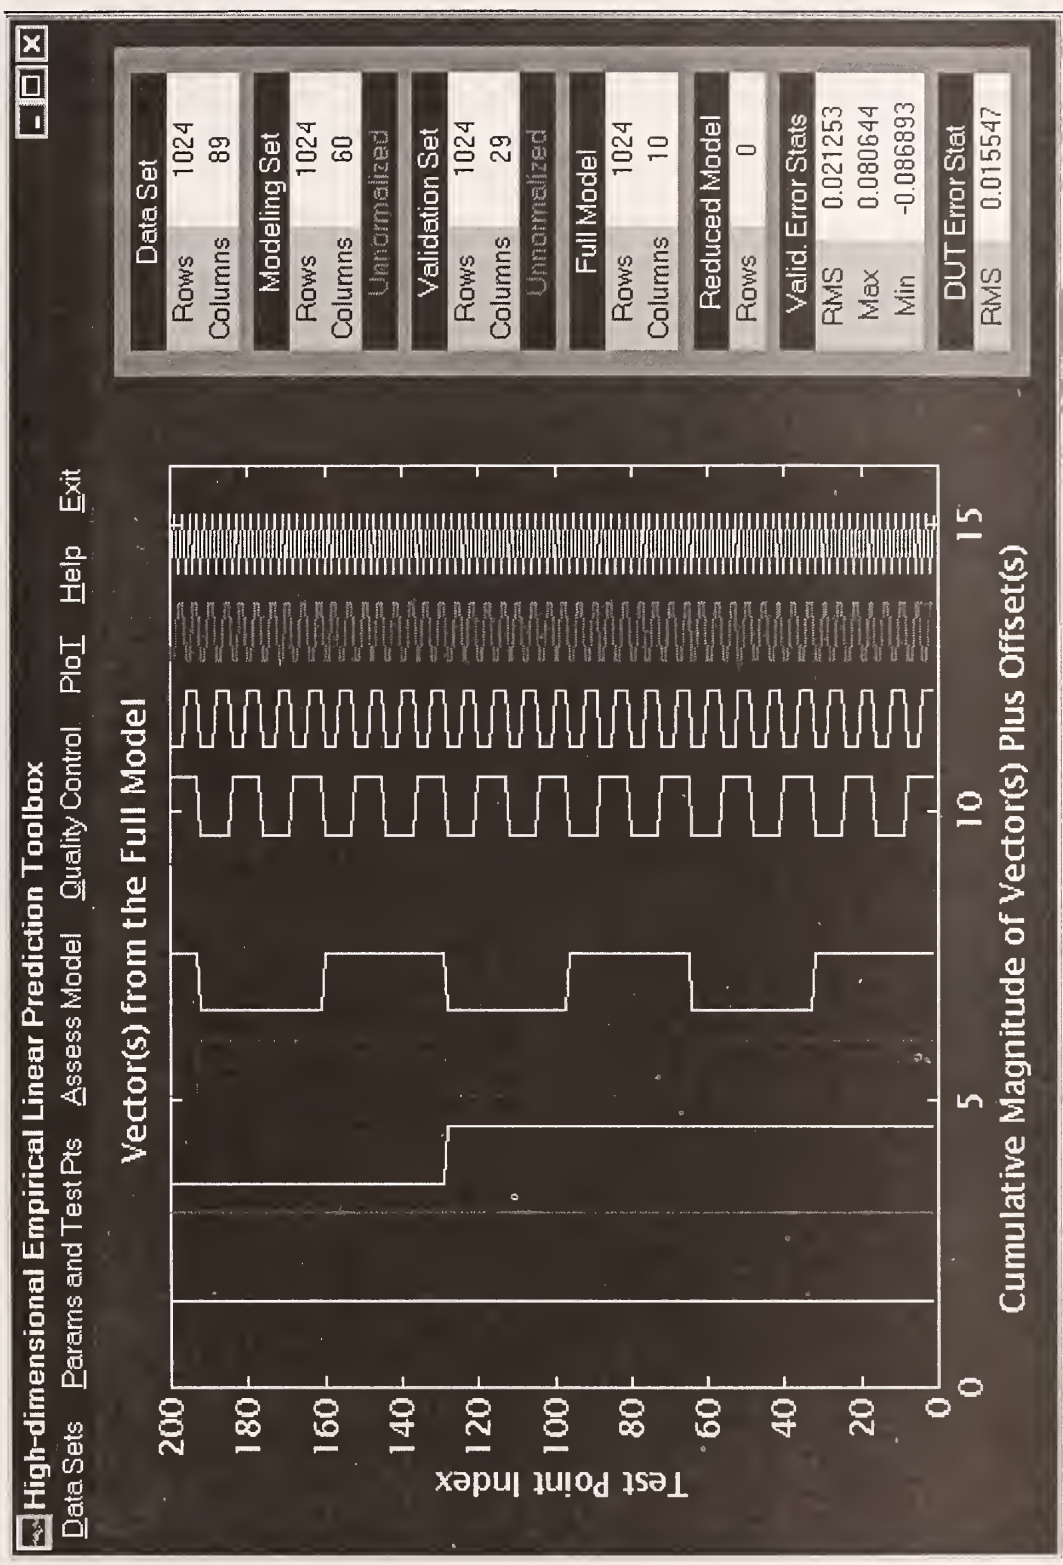 High-dimensional Empirical Linear Prediction Toolbox
Data Sets Params and Test Pts Assess Model Quality Control PloT Help Exit
Vector(s) from the Full Model
Test Point Index
200
180
160
140
120
100
80
60
40
20
0
0 5 10 15
Cumulative Magnitude of Vector(s) Plus Offset(s)
Data Set
Rows 1024
Columns 89
Modeling Set
Rows 1024
Columns 60
Unnormalized
Validation Set
Rows 1024
Columns 29
Unnormalized
Full Model
Rows 1024
Columns 10
Reduced Model
Rows 0
Valid. Error Stats
RMS 0.021253
Max 0.080644
Min -0.086893
DUT Error Stat
RMS 0.015547